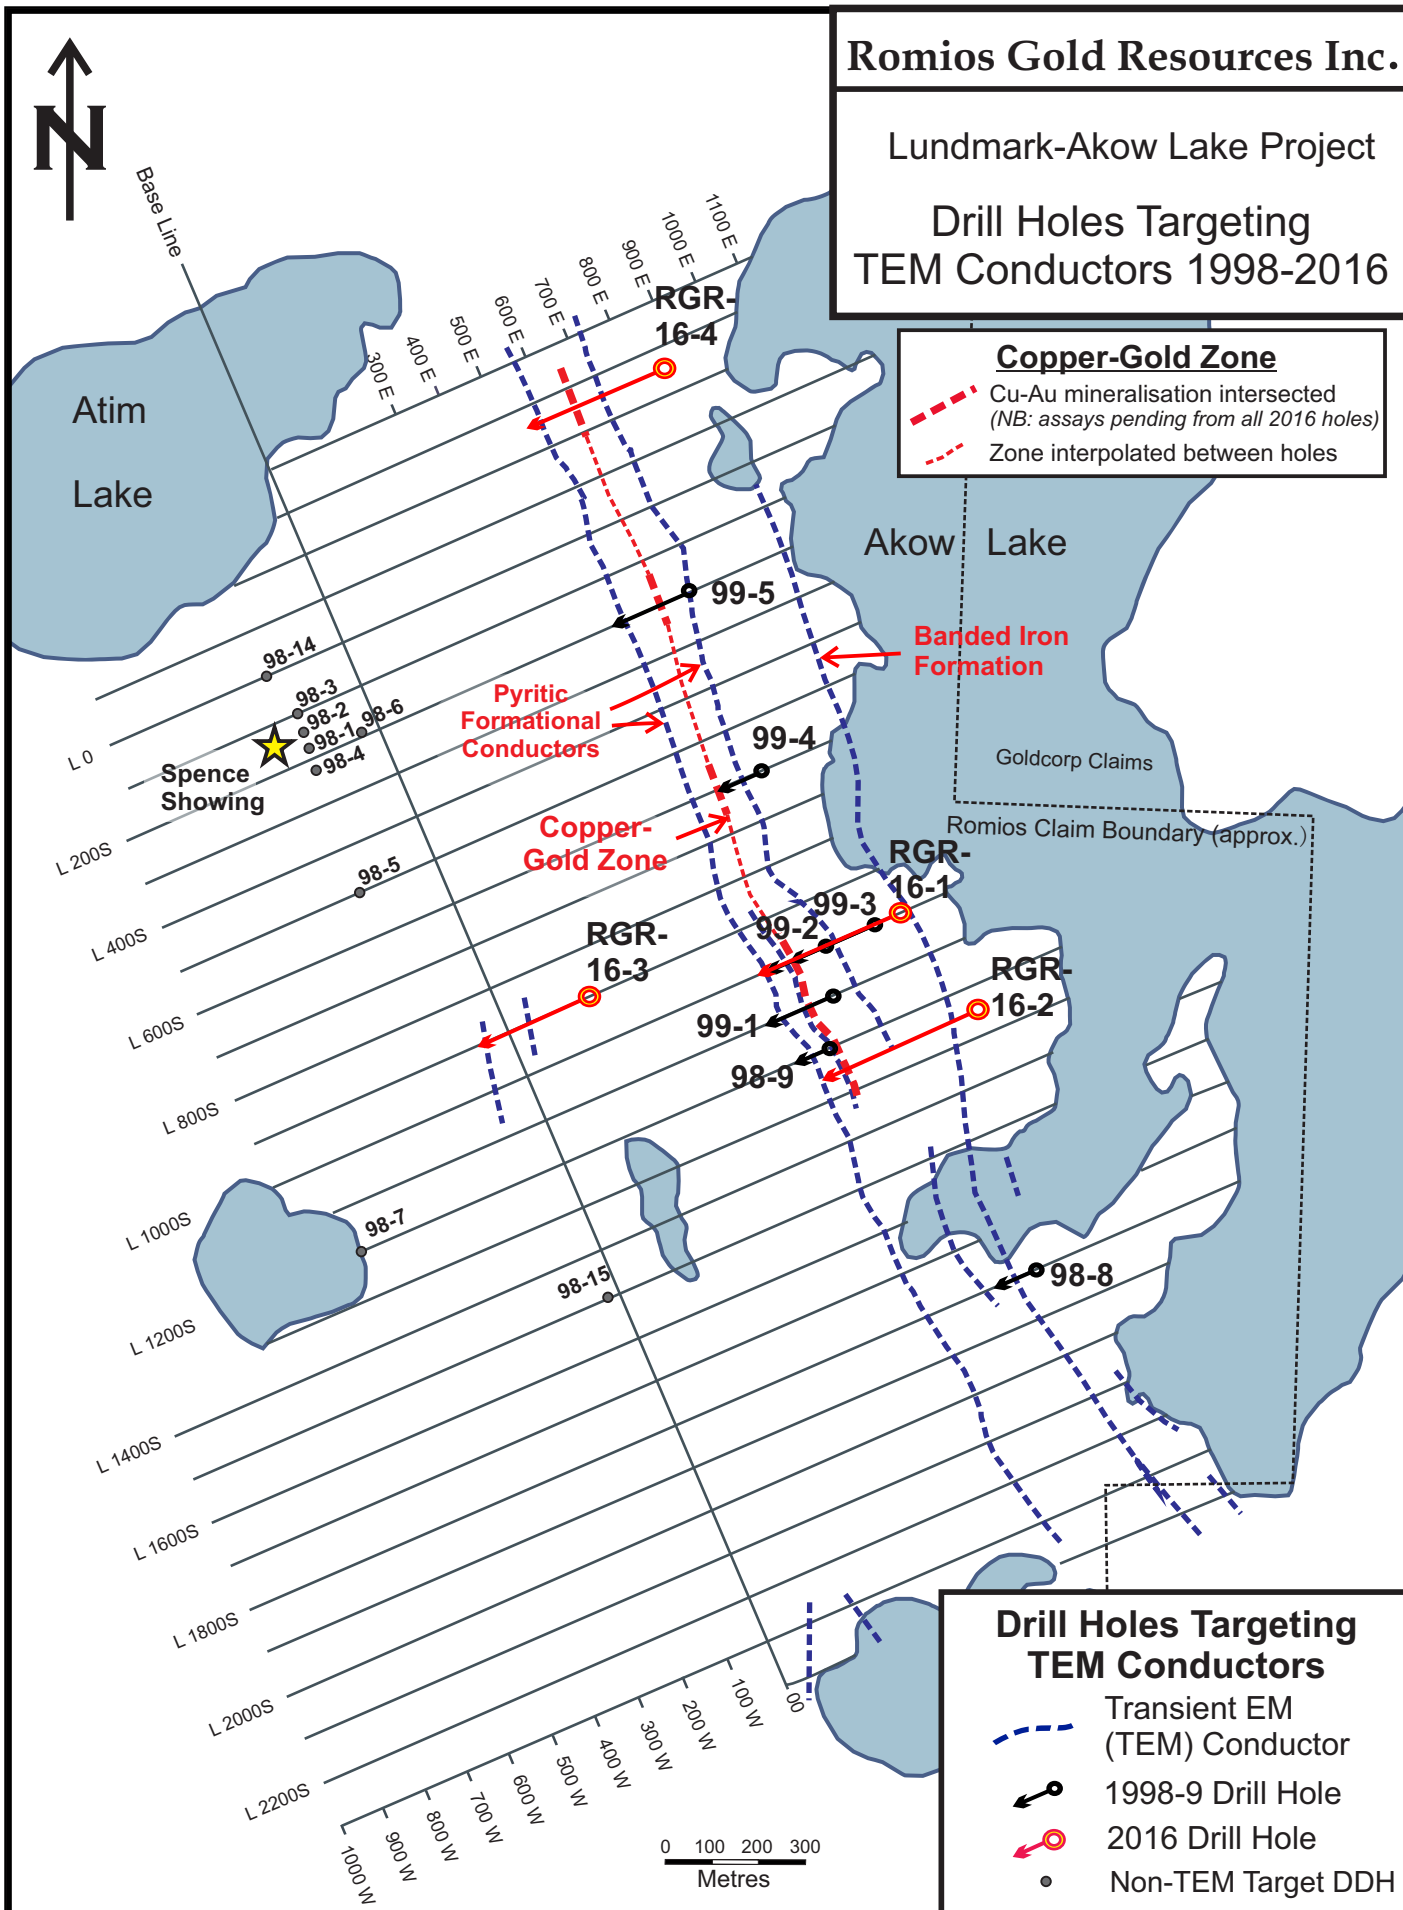 Romios Gold Resources Inc.
Lundmark-Akow Lake Project
Drill Holes Targeting
TEM Conductors 1998-2016
N
Base Line
300 E
400 E
500 E
600 E
700 E
800 E
900 E
1000 E
1100 E
RGR-
16-4
Copper-Gold Zone
Cu-Au mineralisation intersected
(NB: assays pending from all 2016 holes)
Zone interpolated between holes
Atim
Lake
Akow Lake
99-5
Banded Iron
Formation
98-14
98-3
98-2
98-1
98-6
98-4
Spence
Showing
Pyritic
Formational
Conductors
99-4
Goldcorp Claims
Romios Claim Boundary (approx.)
Copper-
Gold Zone
RGR-
16-1
99-3
99-2
98-5
RGR-
16-3
RGR-
16-2
99-1
98-9
98-7
98-15
98-8
L 0
L 200S
L 400S
L 600S
L 800S
L 1000S
L 1200S
L 1400S
L 1600S
L 1800S
L 2000S
L 2200S
1000 W
900 W
800 W
700 W
600 W
500 W
400 W
300 W
200 W
100 W
00
0 100 200 300
Metres
Drill Holes Targeting
TEM Conductors
Transient EM
(TEM) Conductor
1998-9 Drill Hole
2016 Drill Hole
Non-TEM Target DDH